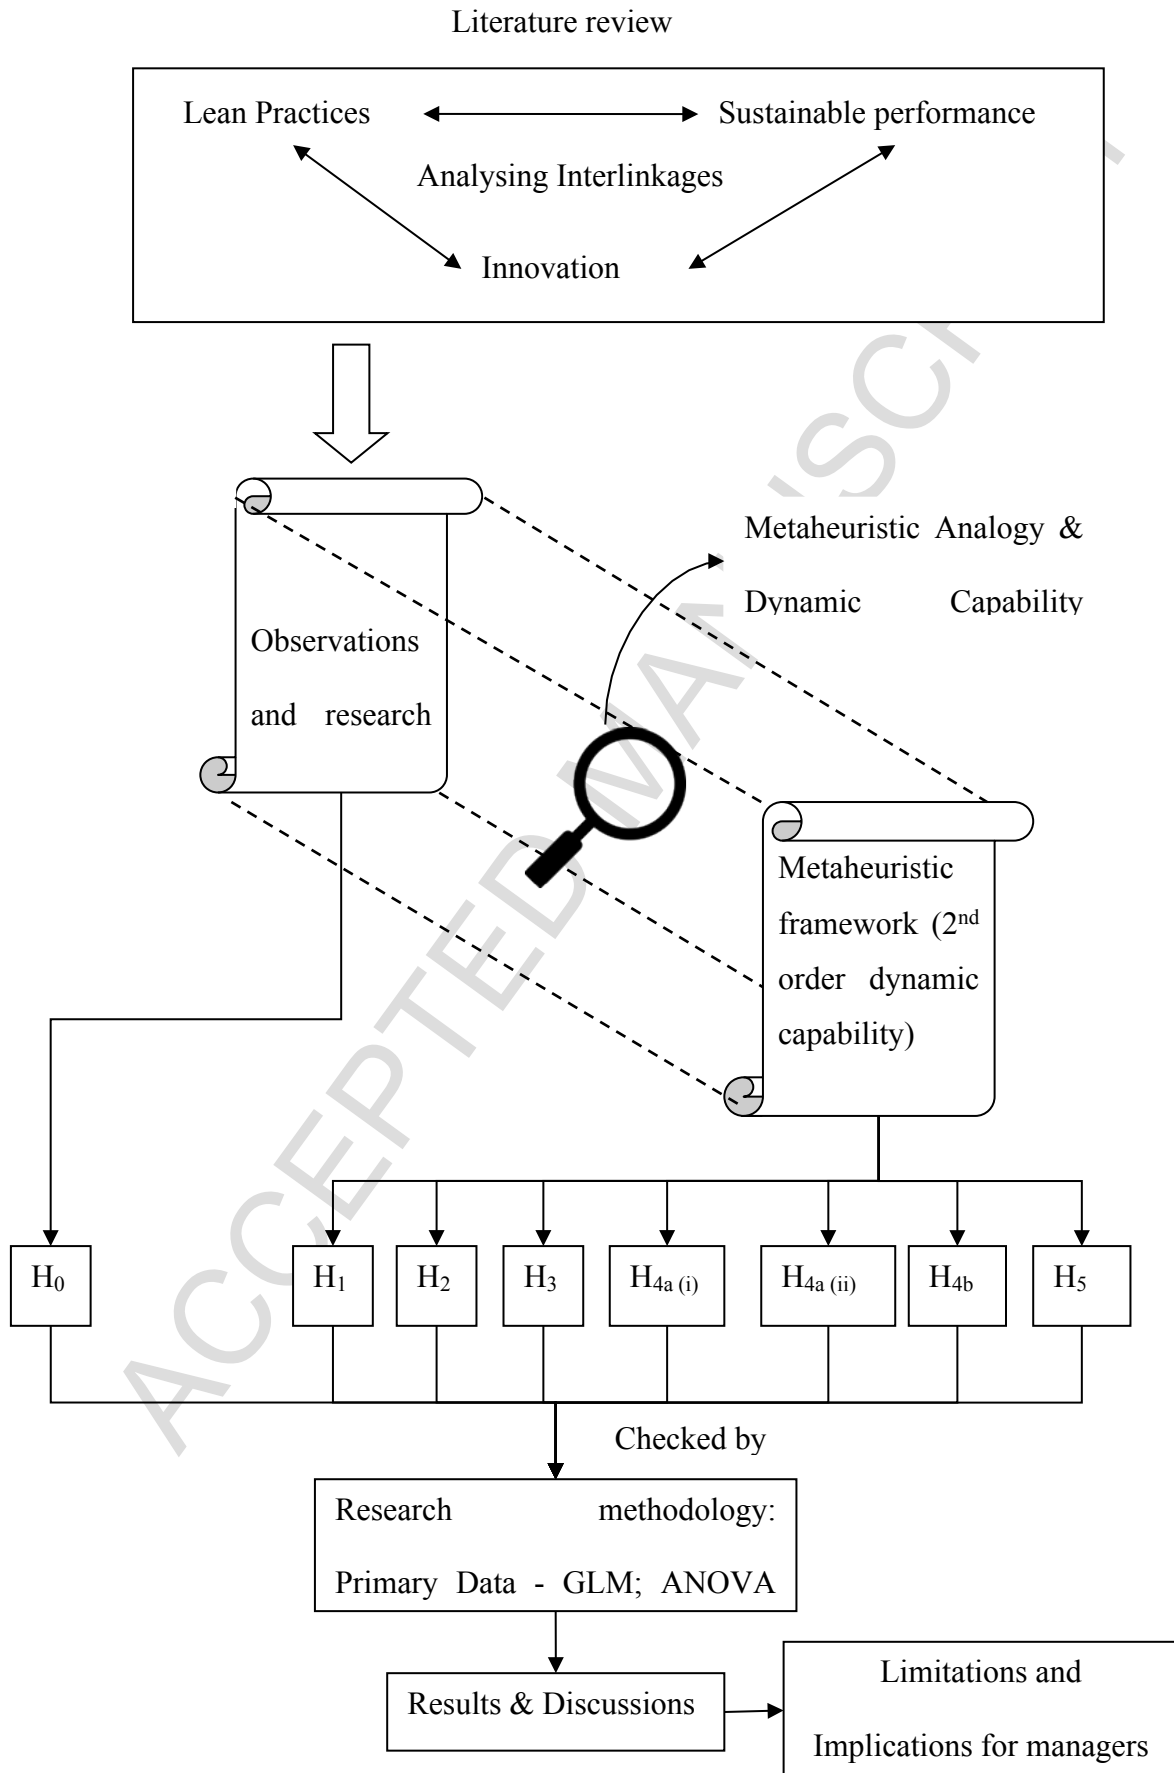 Literature review
Lean Practices
Sustainable performance
Analysing Interlinkages
Innovation
Metaheuristic Analogy &
Dynamic Capability
Observations
and research
Metaheuristic
framework (2nd
order dynamic
capability)
H0
H1
H2
H3
H4a (i)
H4a (ii)
H4b
H5
Checked by
Research methodology:
Primary Data - GLM; ANOVA
Results & Discussions
Limitations and
Implications for managers
ACCEPTED MANUSCRIPT